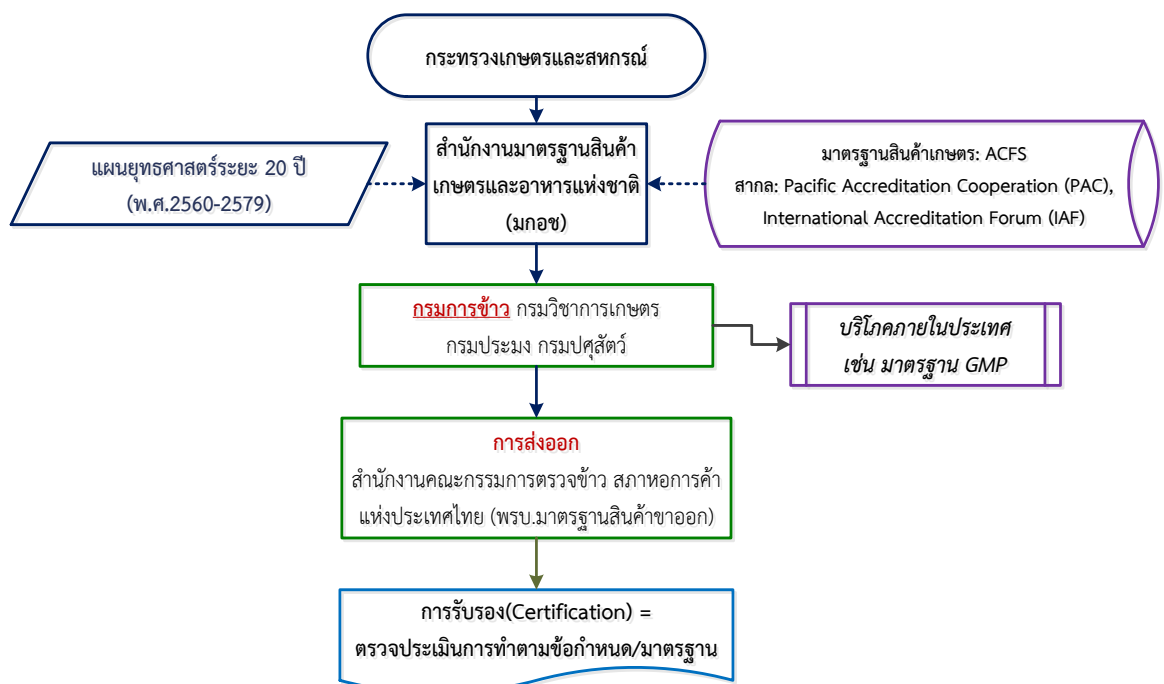 กระทรวงเกษตรและสหกรณ์
แผนยุทธศาสตร์ระยะ 20 ปี
(พ.ศ.2560-2579)
สำนักงานมาตรฐานสินค้า
เกษตรและอาหารแห่งชาติ
(มกอช)
มาตรฐานสินค้าเกษตร: ACFS
สากล: Pacific Accreditation Cooperation (PAC),
International Accreditation Forum (IAF)
กรมการข้าว กรมวิชาการเกษตร
กรมประมง กรมปศุสัตว์
บริโภคภายในประเทศ
เช่น มาตรฐาน GMP
การส่งออก
สำนักงานคณะกรรมการตรวจข้าว สภาหอการค้า
แห่งประเทศไทย (พรบ.มาตรฐานสินค้าขาออก)
การรับรอง(Certification) =
ตรวจประเมินการทำตามข้อกำหนด/มาตรฐาน